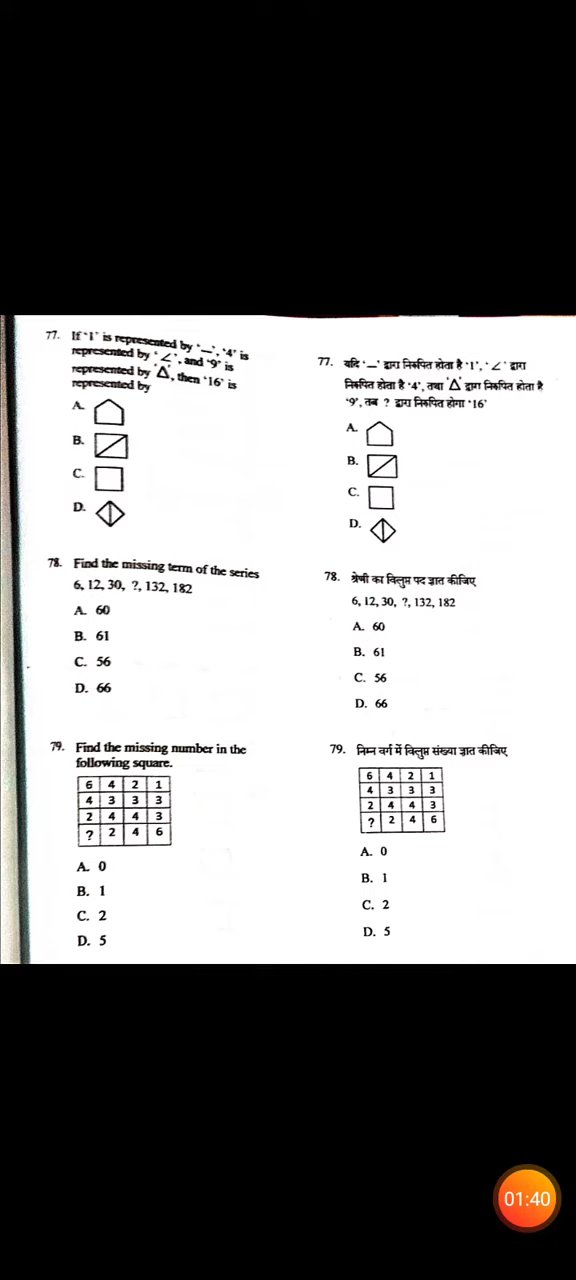 77. If ‘1’ is represented by ‘_’, ‘4’ is
represented by ‘∠’, and ‘9’ is
represented by ‘Δ’, then ‘16’ is
represented by
A.
B.
C.
D.
78. Find the missing term of the series
6, 12, 30, ?, 132, 182
A. 60
B. 61
C. 56
D. 66
79. Find the missing number in the
following square.
6 4 2 1
4 3 3 3
2 4 4 3
? 2 4 6
A. 0
B. 1
C. 2
D. 5
77. यदि ‘_’ द्वारा निरूपित होता है ‘1’, ‘∠’ द्वारा
निरूपित होता है ‘4’, तथा ‘Δ’ द्वारा निरूपित होता है
‘9’, तब ? द्वारा निरूपित होगा ‘16’
A.
B.
C.
D.
78. श्रेणी का विलुप्त पद ज्ञात कीजिए
6, 12, 30, ?, 132, 182
A. 60
B. 61
C. 56
D. 66
79. निम्न वर्ग में विलुप्त संख्या ज्ञात कीजिए
6 4 2 1
4 3 3 3
2 4 4 3
? 2 4 6
A. 0
B. 1
C. 2
D. 5
01:40